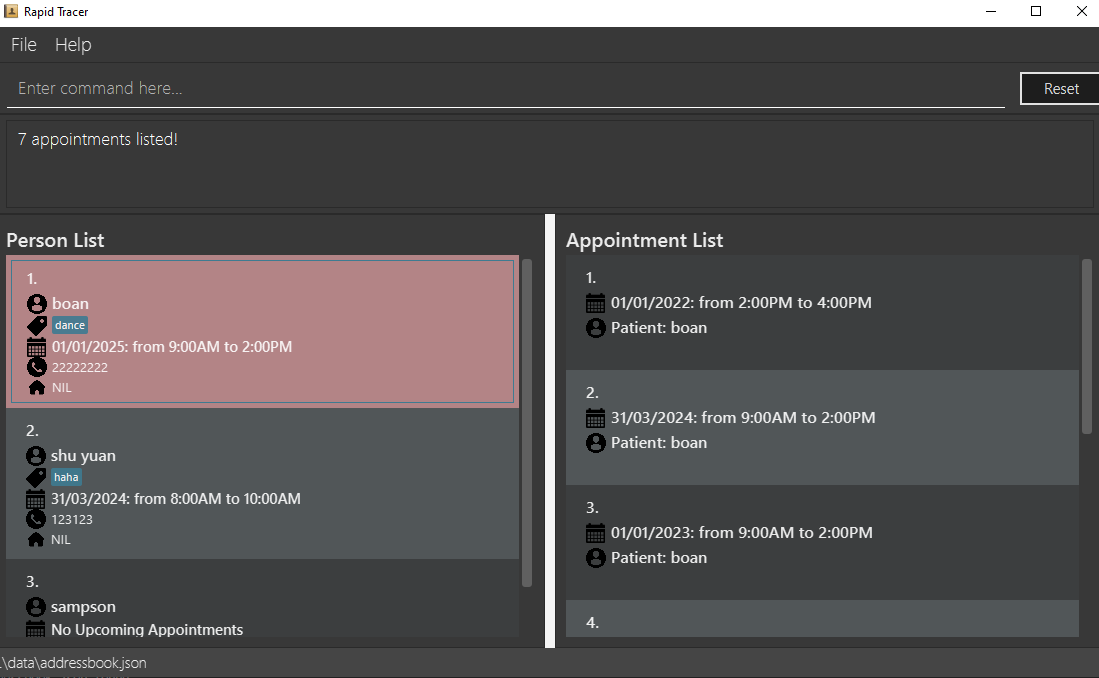 Rapid Tracer
File Help
Enter command here...
Reset
7 appointments listed!
Person List
1.
boan
dance
01/01/2025: from 9:00AM to 2:00PM
22222222
NIL
2.
shu yuan
haha
31/03/2024: from 8:00AM to 10:00AM
123123
NIL
3.
sampson
No Upcoming Appointments
Appointment List
1.
01/01/2022: from 2:00PM to 4:00PM
Patient: boan
2.
31/03/2024: from 9:00AM to 2:00PM
Patient: boan
3.
01/01/2023: from 9:00AM to 2:00PM
Patient: boan
4.
.\data\addressbook.json